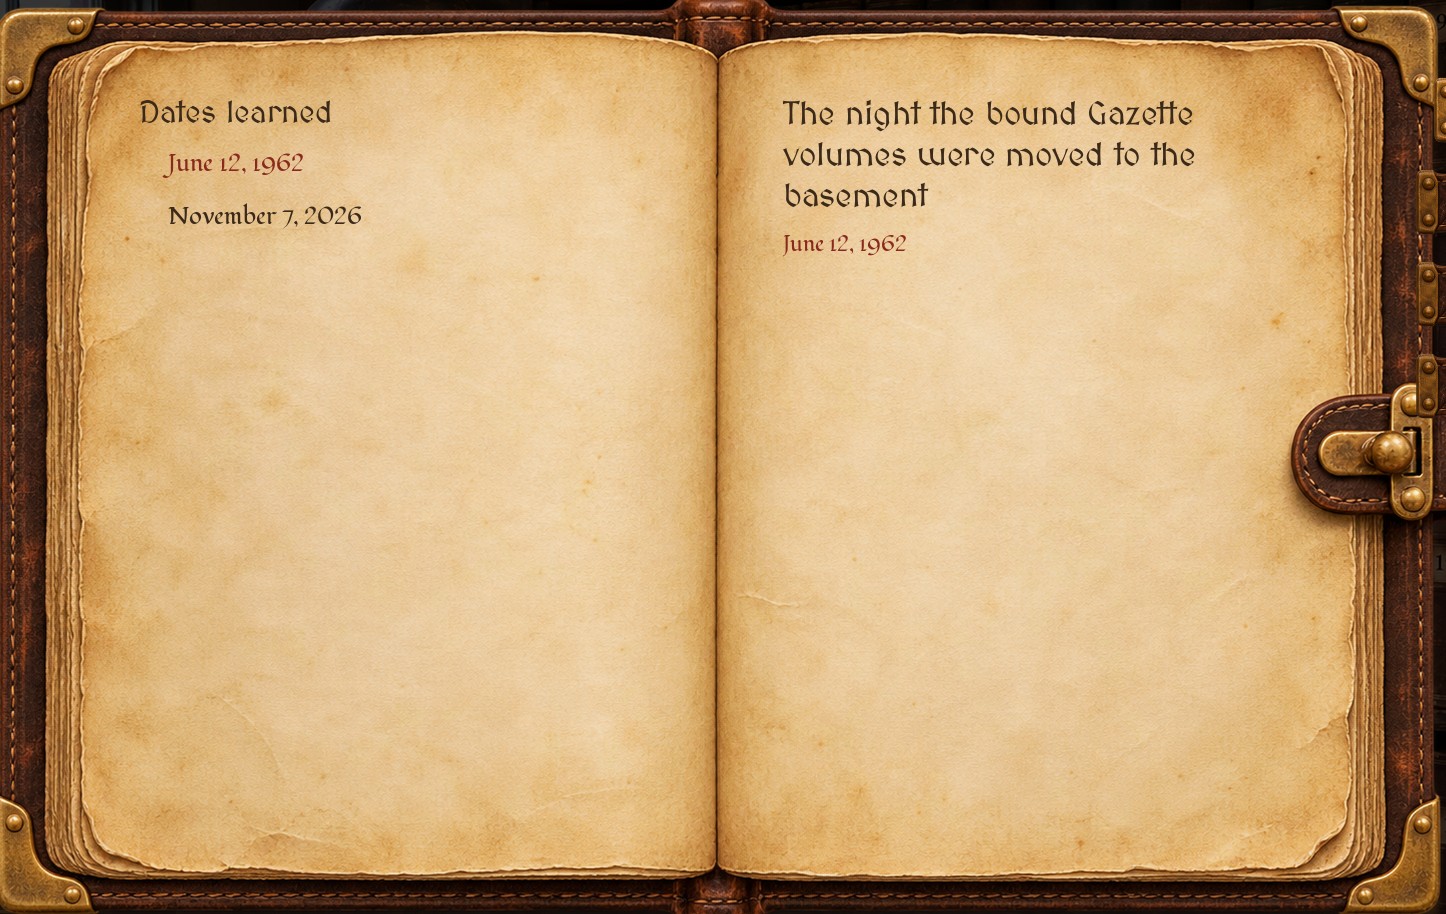 Dates learned
June 12, 1962
November 7, 2026
The night the bound Gazette
volumes were moved to the
basement
June 12, 1962